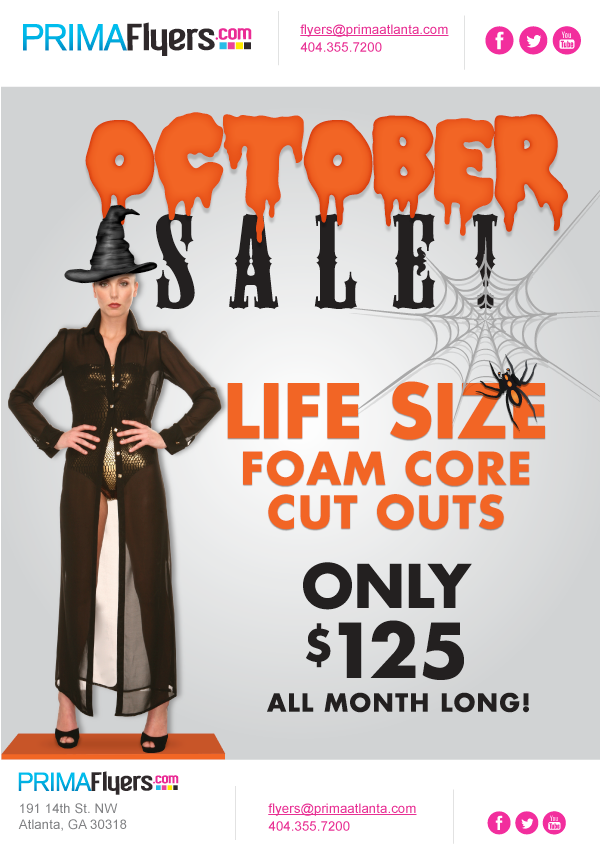 PRIMAFlyers.com
flyers@primaatlanta.com
404.355.7200
You
Tube
OCTOBER
SALE!
LIFE SIZE
FOAM CORE
CUT OUTS
ONLY
$125
ALL MONTH LONG!
PRIMAFlyers.com
191 14th St. NW
Atlanta, GA 30318
flyers@primaatlanta.com
404.355.7200
You
Tube